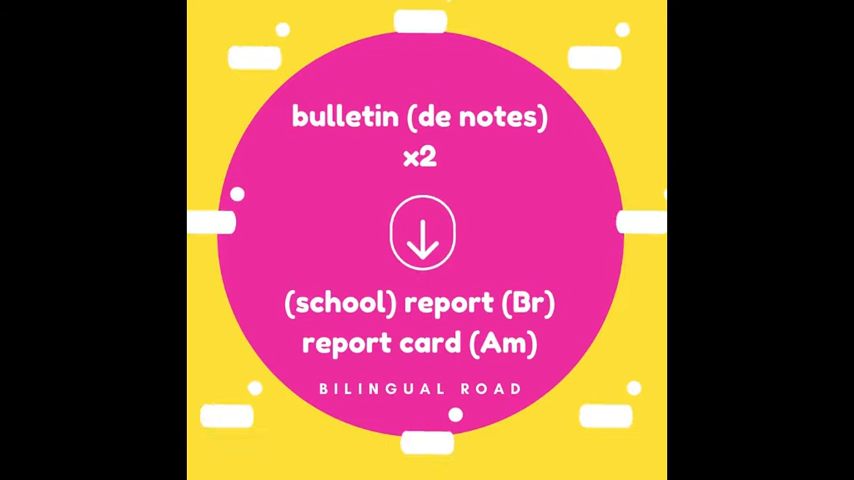 bulletin (de notes)
x2
(school) report (Br)
report card (Am)
BILINGUAL ROAD